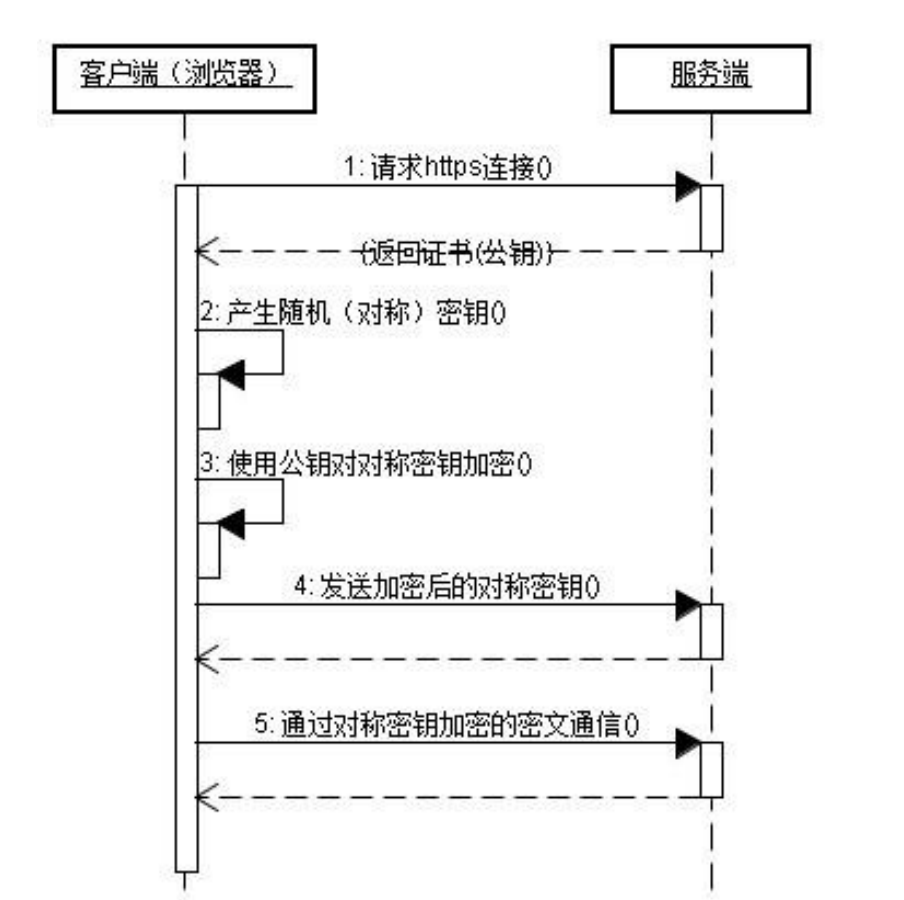 客户端（浏览器）
服务端
1: 请求https连接()
(返回证书(公钥))
2: 产生随机（对称）密钥()
3: 使用公钥对对称密钥加密()
4: 发送加密后的对称密钥()
5: 通过对称密钥加密的密文通信()